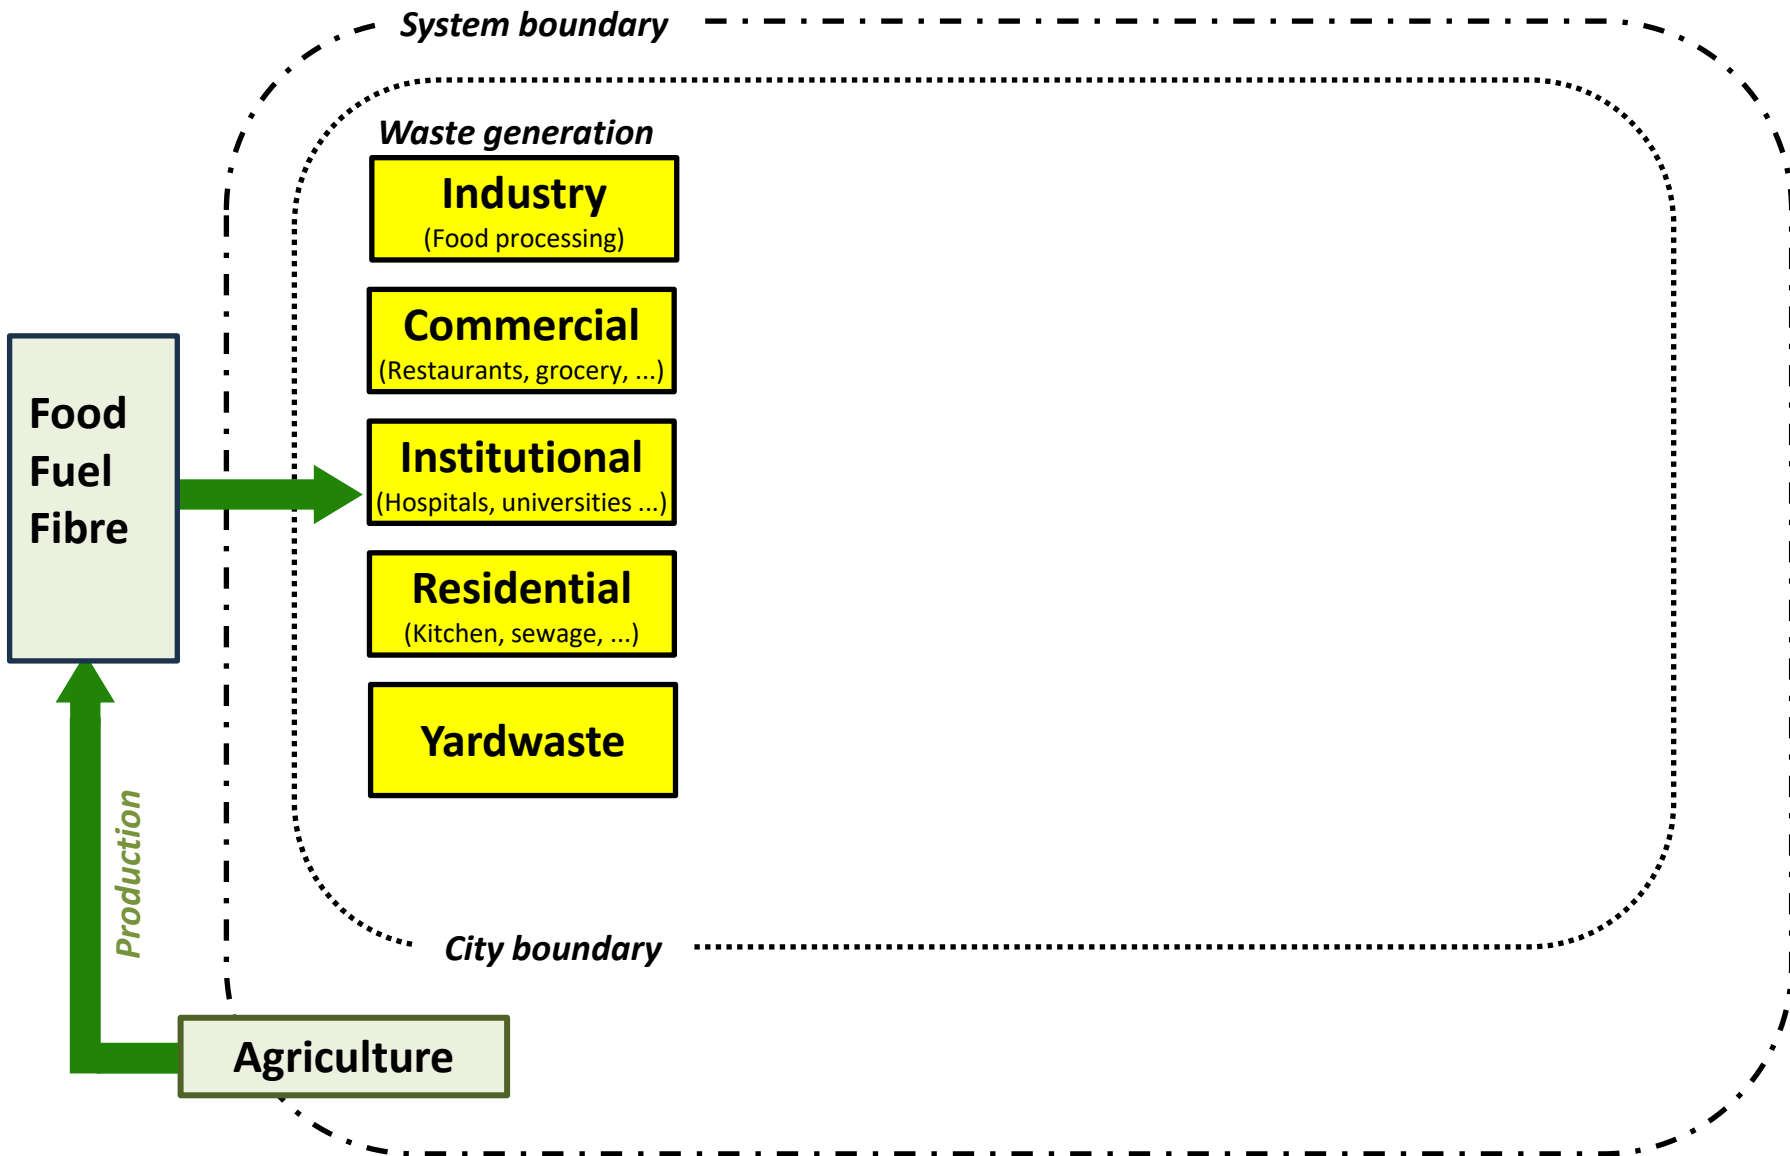 System boundary
Waste generation
Industry
(Food processing)
Commercial
(Restaurants, grocery, ...)
Food
Fuel
Fibre
Institutional
(Hospitals, universities ...)
Residential
(Kitchen, sewage, ...)
Yardwaste
Production
City boundary
Agriculture